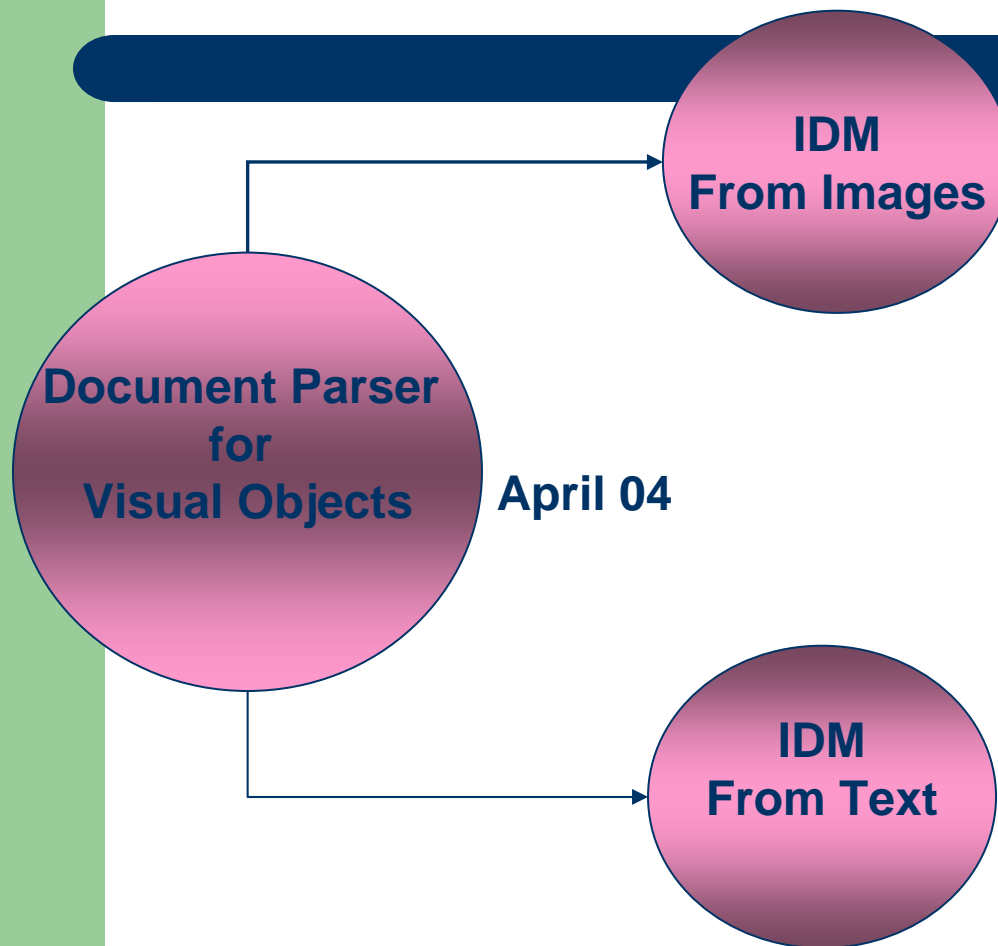 IDM
From Images
Document Parser
for
Visual Objects
April 04
IDM
From Text